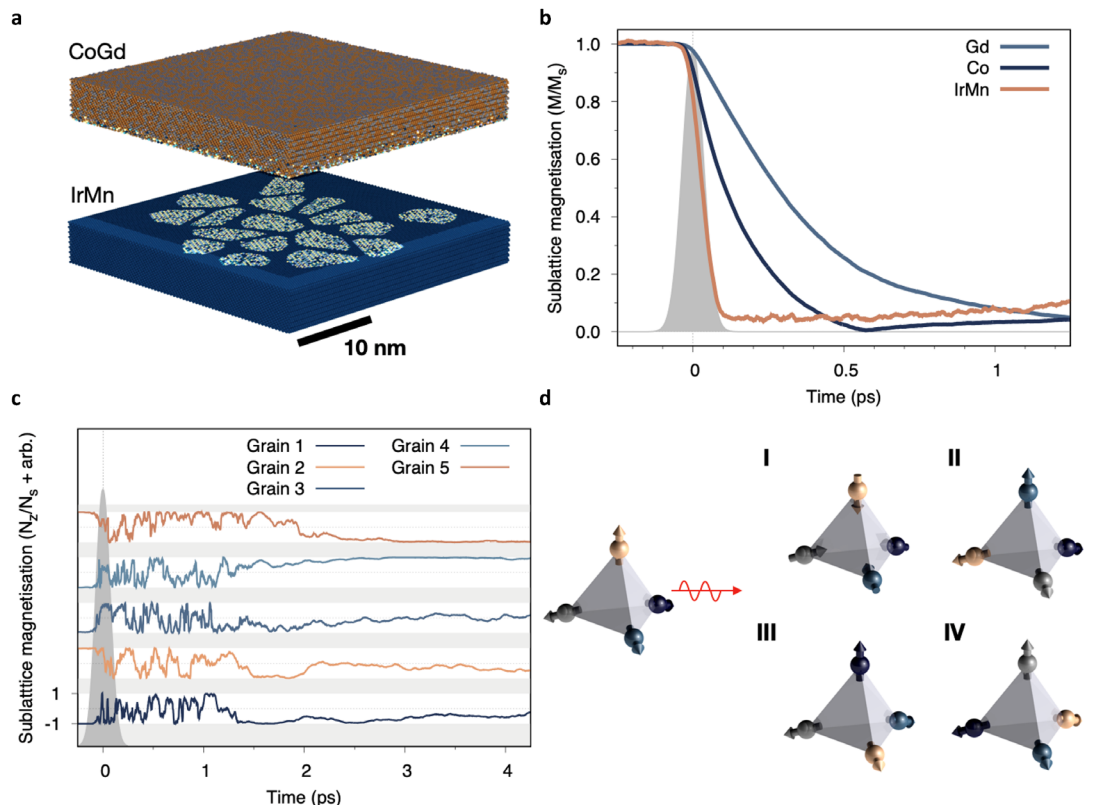 a
CoGd
IrMn
10 nm
b
Sublattice magnetisation (M/Ms)
1.0
0.8
0.6
0.4
0.2
0.0
Gd
Co
IrMn
0
0.5
1
Time (ps)
c
Sublatttice magnetisation (Nz/Ns + arb.)
Grain 1
Grain 2
Grain 3
Grain 4
Grain 5
1
-1
0
1
2
3
4
Time (ps)
d
I
II
III
IV